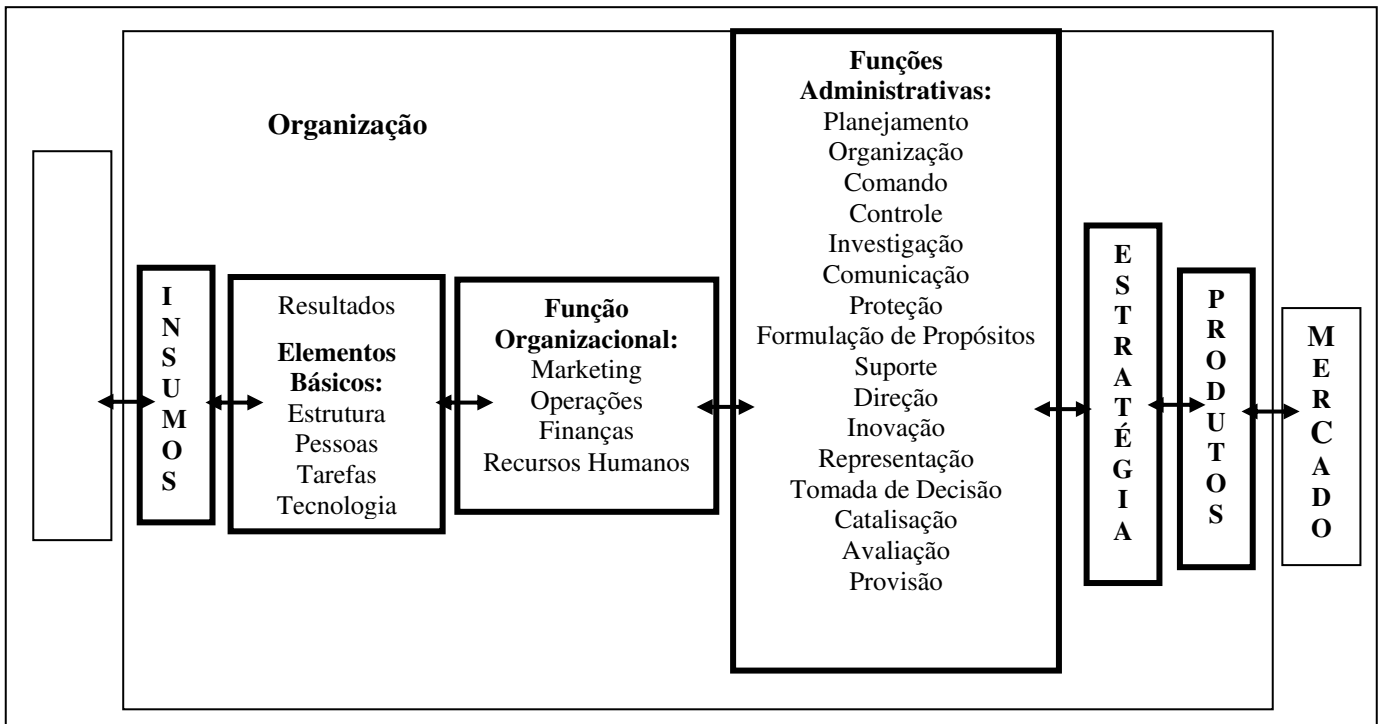 Organização
I
N
S
U
M
O
S
Resultados
Elementos
Básicos:
Estrutura
Pessoas
Tarefas
Tecnologia
Função
Organizacional:
Marketing
Operações
Finanças
Recursos Humanos
Funções
Administrativas:
Planejamento
Organização
Comando
Controle
Investigação
Comunicação
Proteção
Formulação de Propósitos
Suporte
Direção
Inovação
Representação
Tomada de Decisão
Catalisação
Avaliação
Provisão
E
S
T
R
A
T
É
G
I
A
P
R
O
D
U
T
O
S
M
E
R
C
A
D
O